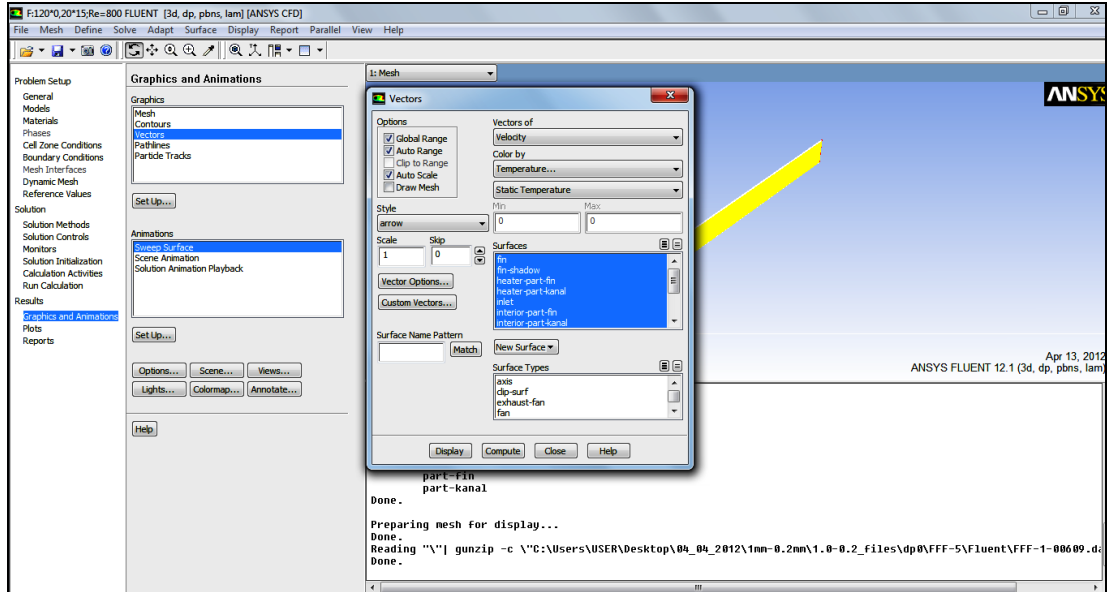 F:120*0,20*15;Re=800 FLUENT [3d, dp, pbns, lam] [ANSYS CFD]
File Mesh Define Solve Adapt Surface Display Report Parallel View Help
Problem Setup
General
Models
Materials
Phases
Cell Zone Conditions
Boundary Conditions
Mesh Interfaces
Dynamic Mesh
Reference Values
Solution
Solution Methods
Solution Controls
Monitors
Solution Initialization
Calculation Activities
Run Calculation
Results
Graphics and Animations
Plots
Reports
Graphics and Animations
Graphics
Mesh
Contours
Vectors
Pathlines
Particle Tracks
Set Up...
Animations
Sweep Surface
Scene Animation
Solution Animation Playback
Set Up...
Options... Scene... Views...
Lights... Colormap... Annotate...
Help
1: Mesh
Vectors
Options
Global Range
Auto Range
Clip to Range
Auto Scale
Draw Mesh
Style
arrow
Scale Skip
1 0
Vector Options...
Custom Vectors...
Surface Name Pattern
Match
Vectors of
Velocity
Color by
Temperature...
Static Temperature
Min Max
0 0
Surfaces
fin
fin-shadow
heater-part-fin
heater-part-kanal
inlet
interior-part-fin
interior-part-kanal
New Surface
Surface Types
axis
clip-surf
exhaust-fan
fan
Display Compute Close Help
ANSYS
Apr 13, 2012
ANSYS FLUENT 12.1 (3d, dp, pbns, lam)
part-fin
part-kanal
Done.
Preparing mesh for display...
Done.
Reading "\"| gunzip -c \"C:\Users\USER\Desktop\04_04_2012\1mm-0.2mm\1.0-0.2_files\dp0\FFF-5\Fluent\FFF-1-00609.da
Done.